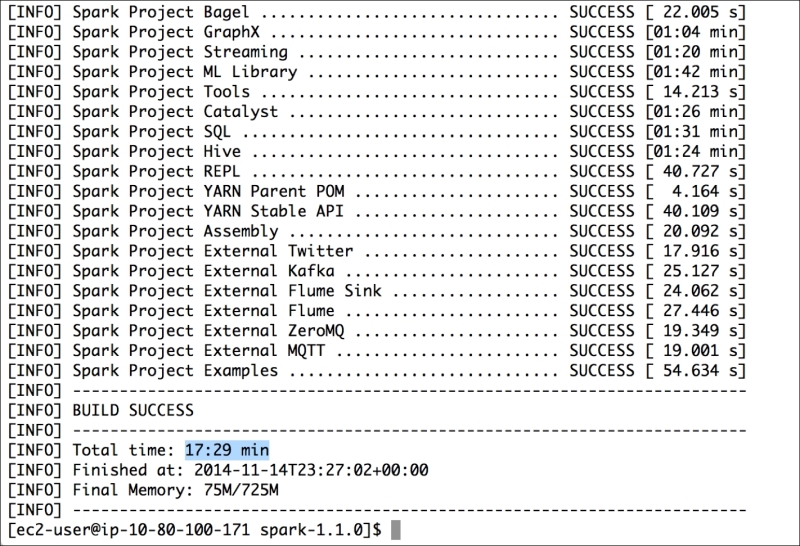 [INFO] Spark Project Bagel ................................ SUCCESS [ 22.005 s]
[INFO] Spark Project GraphX ............................... SUCCESS [01:04 min]
[INFO] Spark Project Streaming ............................ SUCCESS [01:20 min]
[INFO] Spark Project ML Library ........................... SUCCESS [01:42 min]
[INFO] Spark Project Tools ................................ SUCCESS [ 14.213 s]
[INFO] Spark Project Catalyst ............................. SUCCESS [01:26 min]
[INFO] Spark Project SQL .................................. SUCCESS [01:31 min]
[INFO] Spark Project Hive ................................. SUCCESS [01:24 min]
[INFO] Spark Project REPL ................................. SUCCESS [ 40.727 s]
[INFO] Spark Project YARN Parent POM ...................... SUCCESS [  4.164 s]
[INFO] Spark Project YARN Stable API ...................... SUCCESS [ 40.109 s]
[INFO] Spark Project Assembly ............................. SUCCESS [ 20.092 s]
[INFO] Spark Project External Twitter ..................... SUCCESS [ 17.916 s]
[INFO] Spark Project External Kafka ....................... SUCCESS [ 25.127 s]
[INFO] Spark Project External Flume Sink .................. SUCCESS [ 24.062 s]
[INFO] Spark Project External Flume ....................... SUCCESS [ 27.446 s]
[INFO] Spark Project External ZeroMQ ...................... SUCCESS [ 19.349 s]
[INFO] Spark Project External MQTT ........................ SUCCESS [ 19.001 s]
[INFO] Spark Project Examples ............................. SUCCESS [ 54.634 s]
[INFO] ------------------------------------------------------------------------
[INFO] BUILD SUCCESS
[INFO] ------------------------------------------------------------------------
[INFO] Total time: 17:29 min
[INFO] Finished at: 2014-11-14T23:27:02+00:00
[INFO] Final Memory: 75M/725M
[INFO] ------------------------------------------------------------------------
[ec2-user@ip-10-80-100-171 spark-1.1.0]$